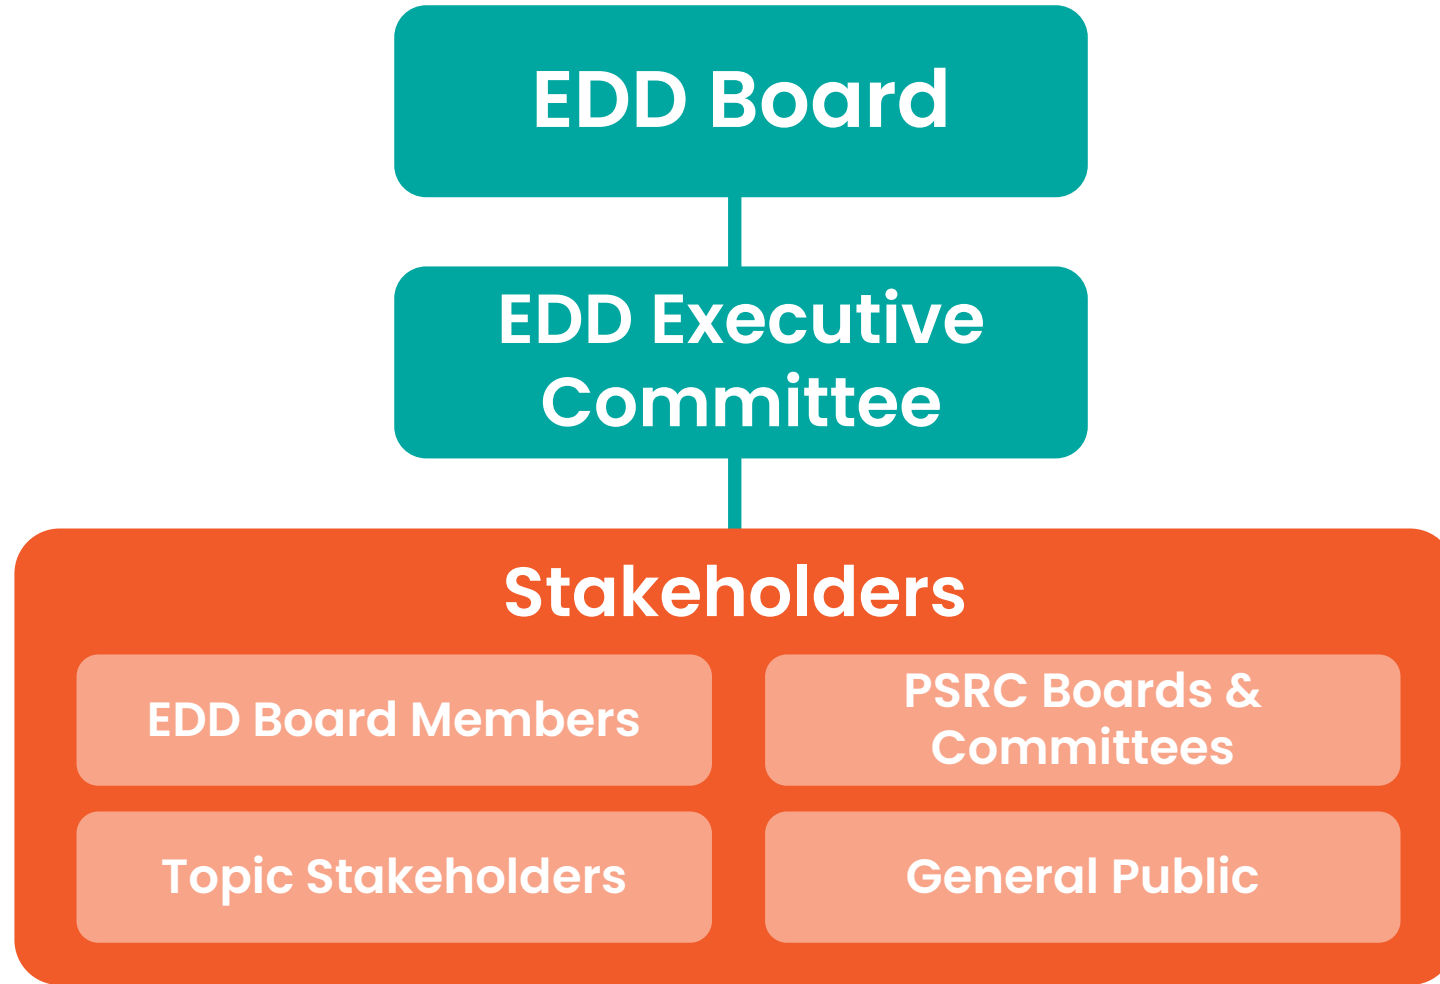 EDD Board
EDD Executive
Committee
Stakeholders
EDD Board Members
PSRC Boards &
Committees
Topic Stakeholders
General Public